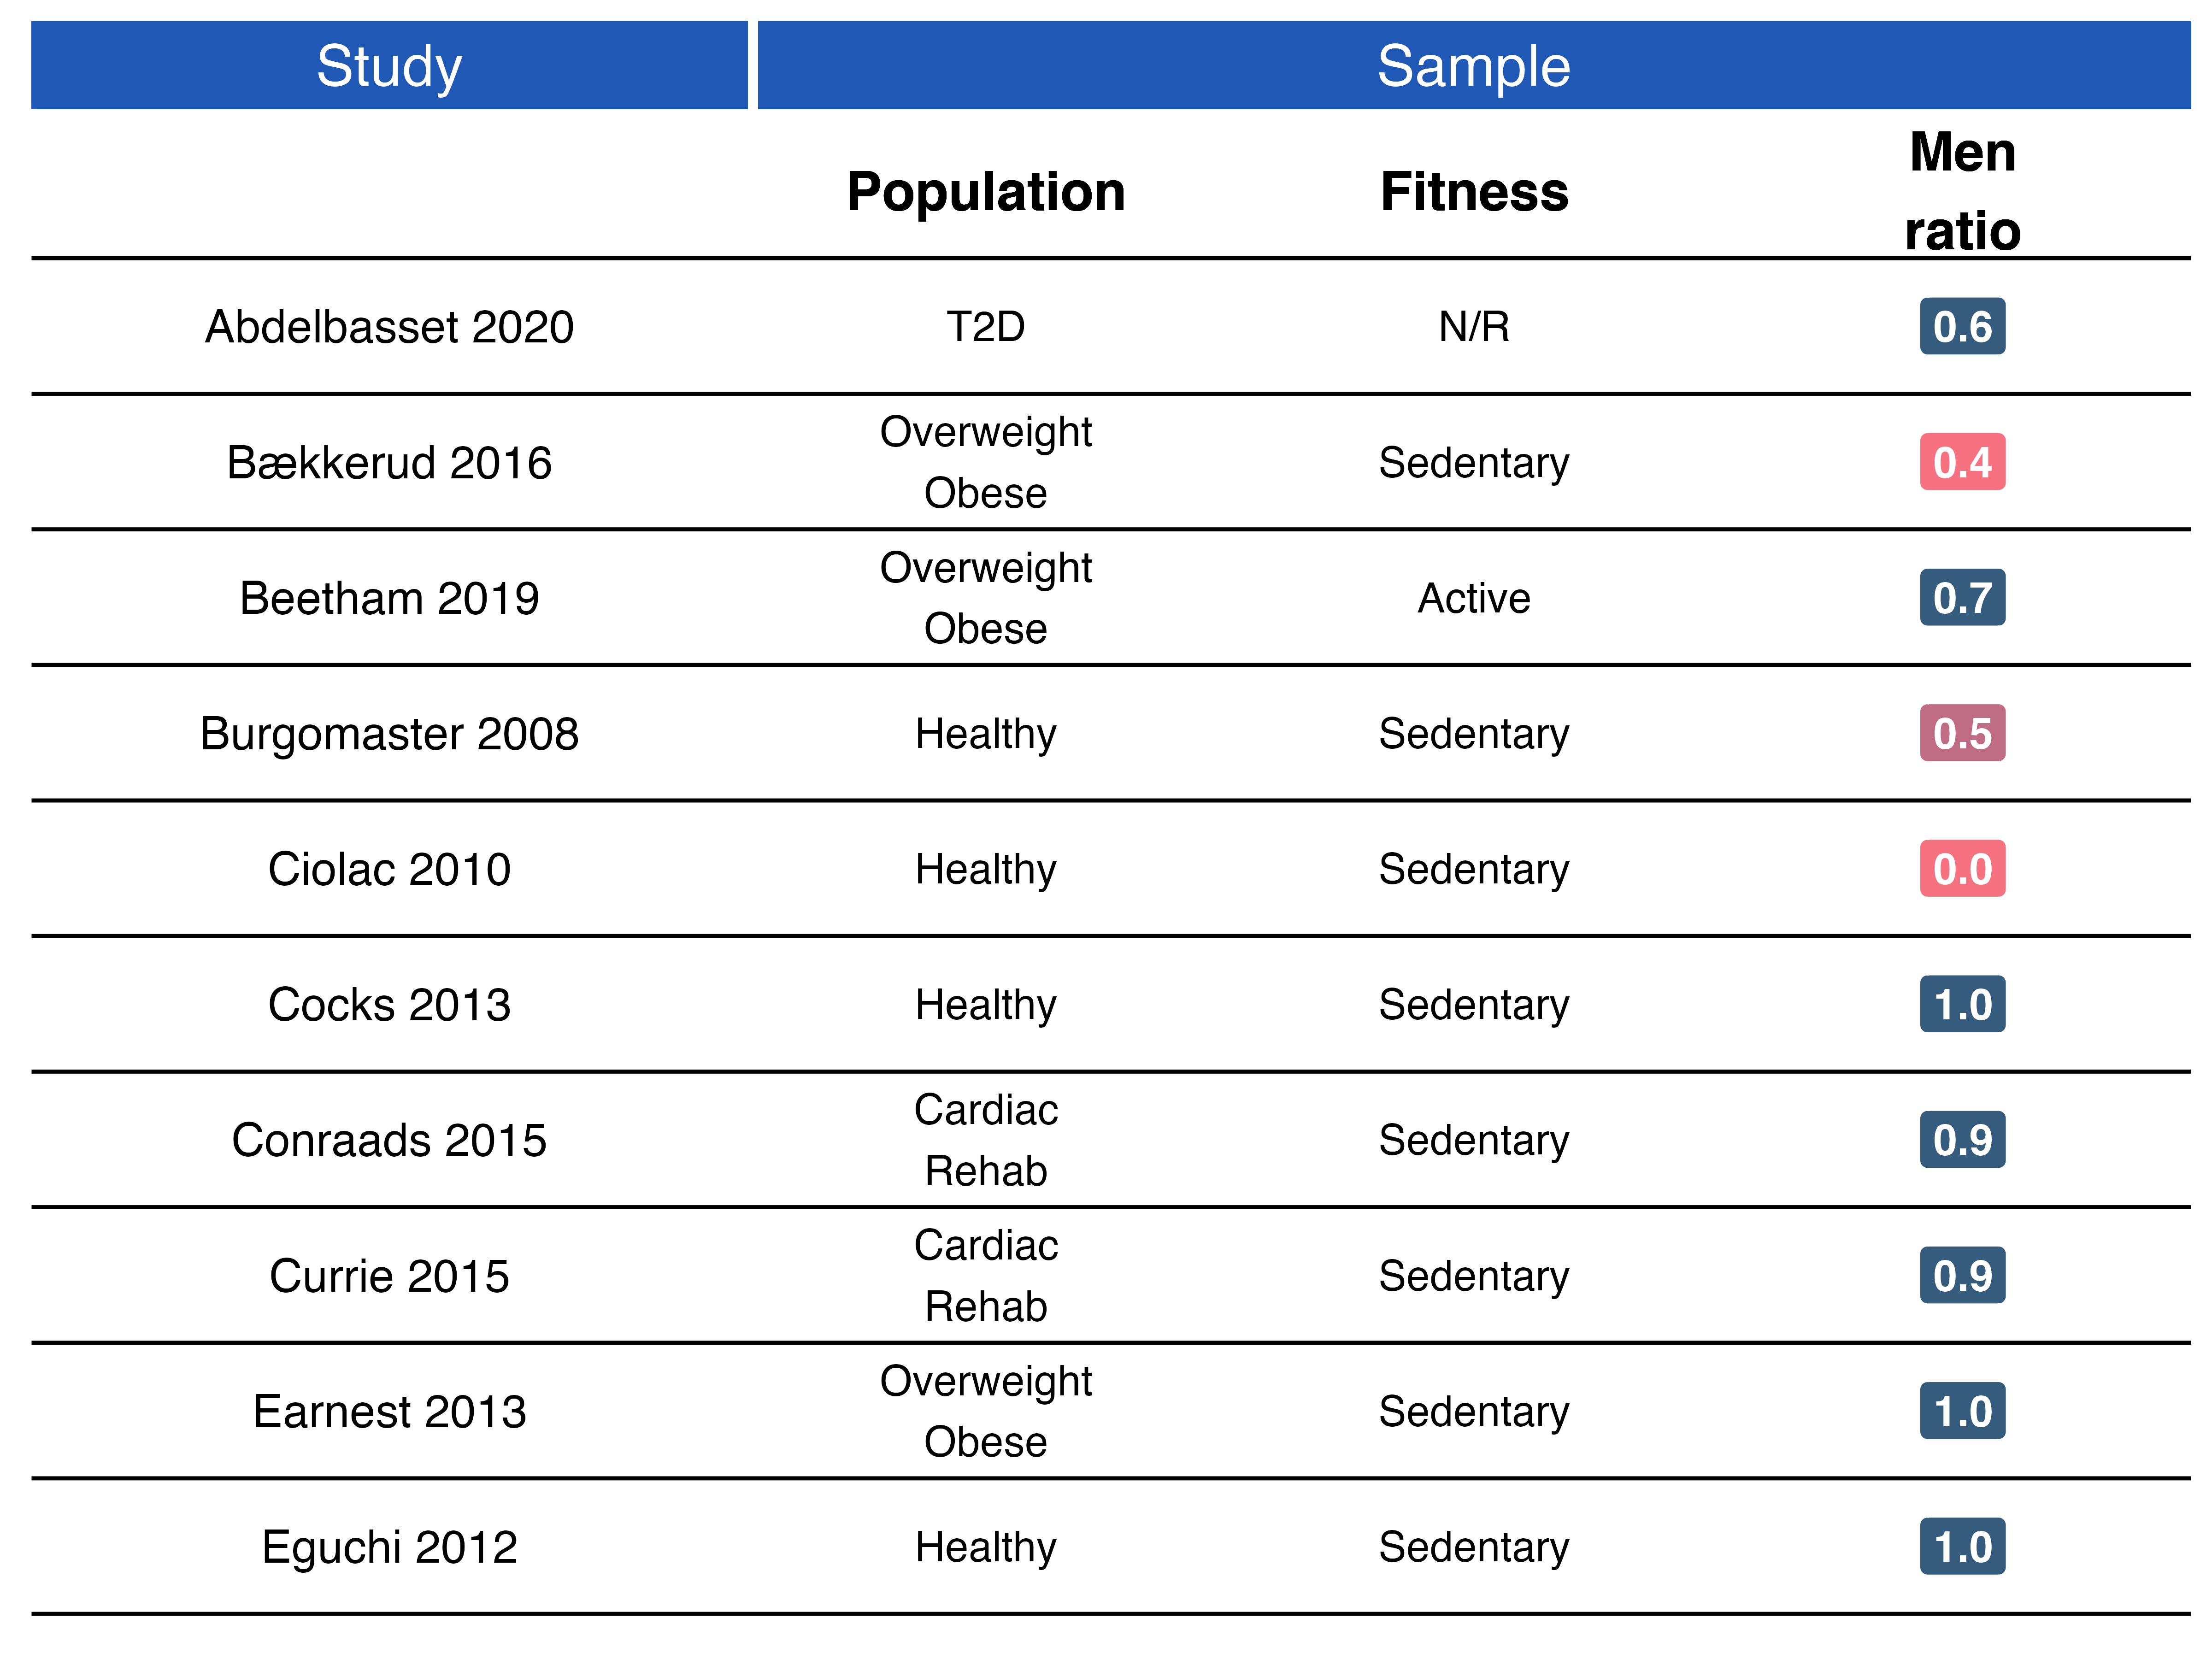 Study Sample
Population Fitness Men ratio
Abdelbasset 2020 T2D N/R 0.6
Bækkerud 2016 Overweight Obese Sedentary 0.4
Beetham 2019 Overweight Obese Active 0.7
Burgomaster 2008 Healthy Sedentary 0.5
Ciolac 2010 Healthy Sedentary 0.0
Cocks 2013 Healthy Sedentary 1.0
Conraads 2015 Cardiac Rehab Sedentary 0.9
Currie 2015 Cardiac Rehab Sedentary 0.9
Earnest 2013 Overweight Obese Sedentary 1.0
Eguchi 2012 Healthy Sedentary 1.0